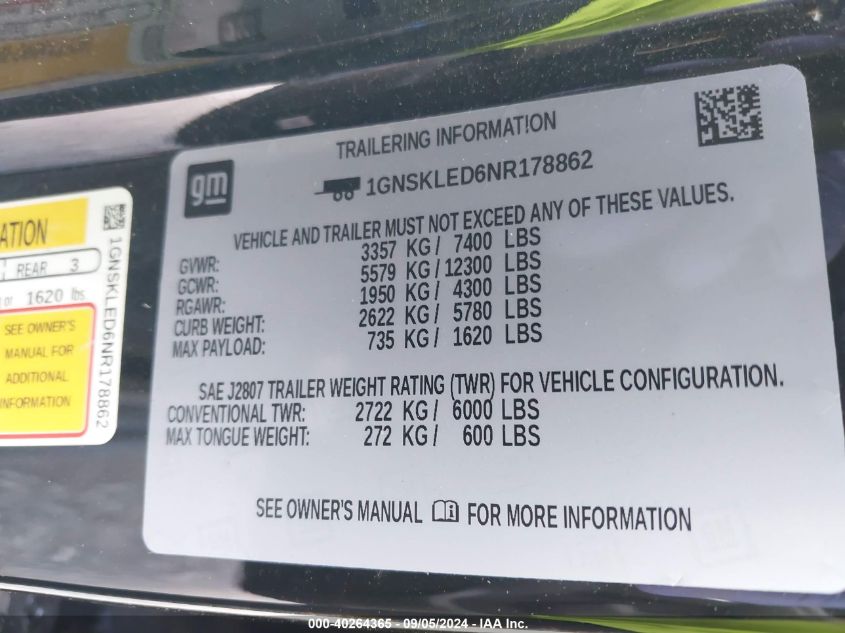 TRAILERING INFORMATION
gm
1GNSKLED6NR178862
VEHICLE AND TRAILER MUST NOT EXCEED ANY OF THESE VALUES.
GVWR: 3357 KG/ 7400 LBS
GCWR: 5579 KG/12300 LBS
RGAWR: 1950 KG/ 4300 LBS
CURB WEIGHT: 2622 KG/ 5780 LBS
MAX PAYLOAD: 735 KG/ 1620 LBS
SAE J2807 TRAILER WEIGHT RATING (TWR) FOR VEHICLE CONFIGURATION.
CONVENTIONAL TWR: 2722 KG/ 6000 LBS
MAX TONGUE WEIGHT: 272 KG/ 600 LBS
SEE OWNER'S MANUAL FOR MORE INFORMATION
ATION
REAR 3
or 1620 lbs.
SEE OWNER'S
MANUAL FOR
ADDITIONAL
INFORMATION
1GNSKLED6NR178862
000-40264365 - 09/05/2024 - IAA Inc.